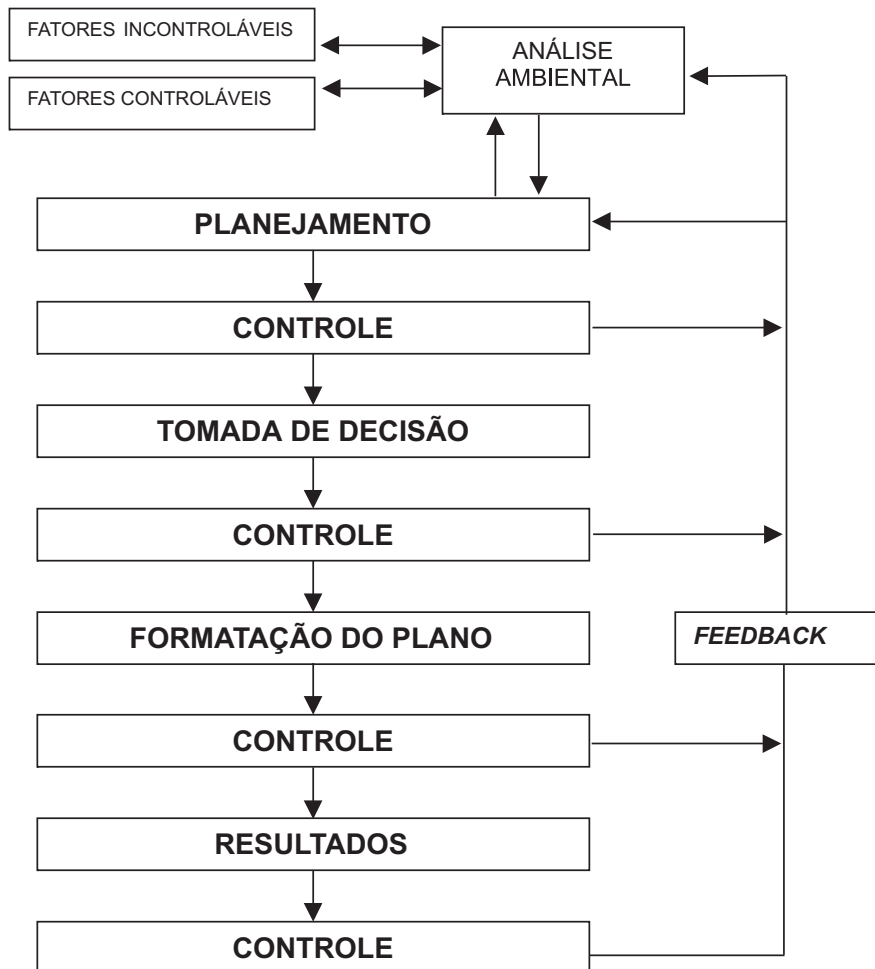 FATORES INCONTROLÁVEIS
ANÁLISE
AMBIENTAL
FATORES CONTROLÁVEIS
PLANEJAMENTO
CONTROLE
TOMADA DE DECISÃO
CONTROLE
FORMATAÇÃO DO PLANO
FEEDBACK
CONTROLE
RESULTADOS
CONTROLE